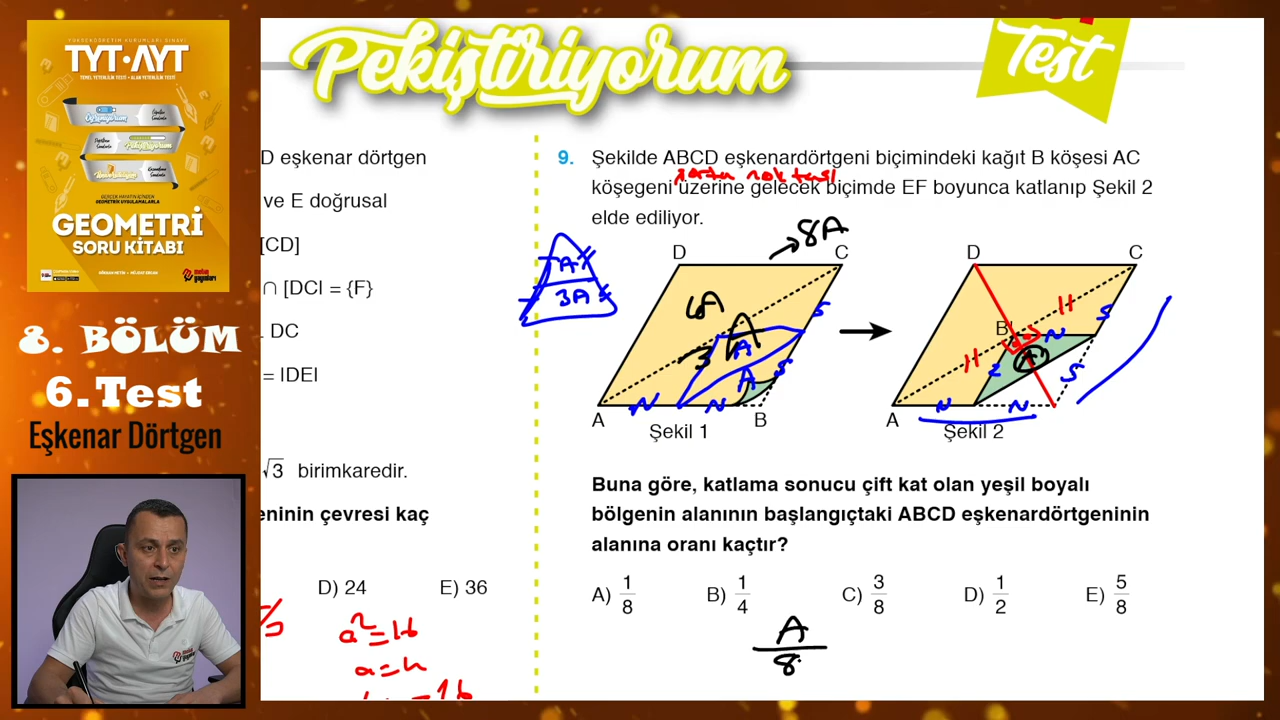 TYT•AYT
GEOMETRİ
SORU KİTABI
8. BÖLÜM
6.Test
Eşkenar Dörtgen
Pekiştiriyorum
Test
D eşkenar dörtgen
ve E doğrusal
[CD]
∩ [DCI = {F}
DC
= IDEI
√3 birimkaredir.
eninin çevresi kaç
D) 24 E) 36
a²=16
9. Şekilde ABCD eşkenardörtgeni biçimindeki kağıt B köşesi AC
köşegeni üzerine gelecek biçimde EF boyunca katlanıp Şekil 2
elde ediliyor.
8A
D C D C
A
3A
6A
A
A
B'
A B A
Şekil 1 Şekil 2
Buna göre, katlama sonucu çift kat olan yeşil boyalı
bölgenin alanının başlangıçtaki ABCD eşkenardörtgeninin
alanına oranı kaçtır?
A) 1/8 B) 1/4 C) 3/8 D) 1/2 E) 5/8
A
8